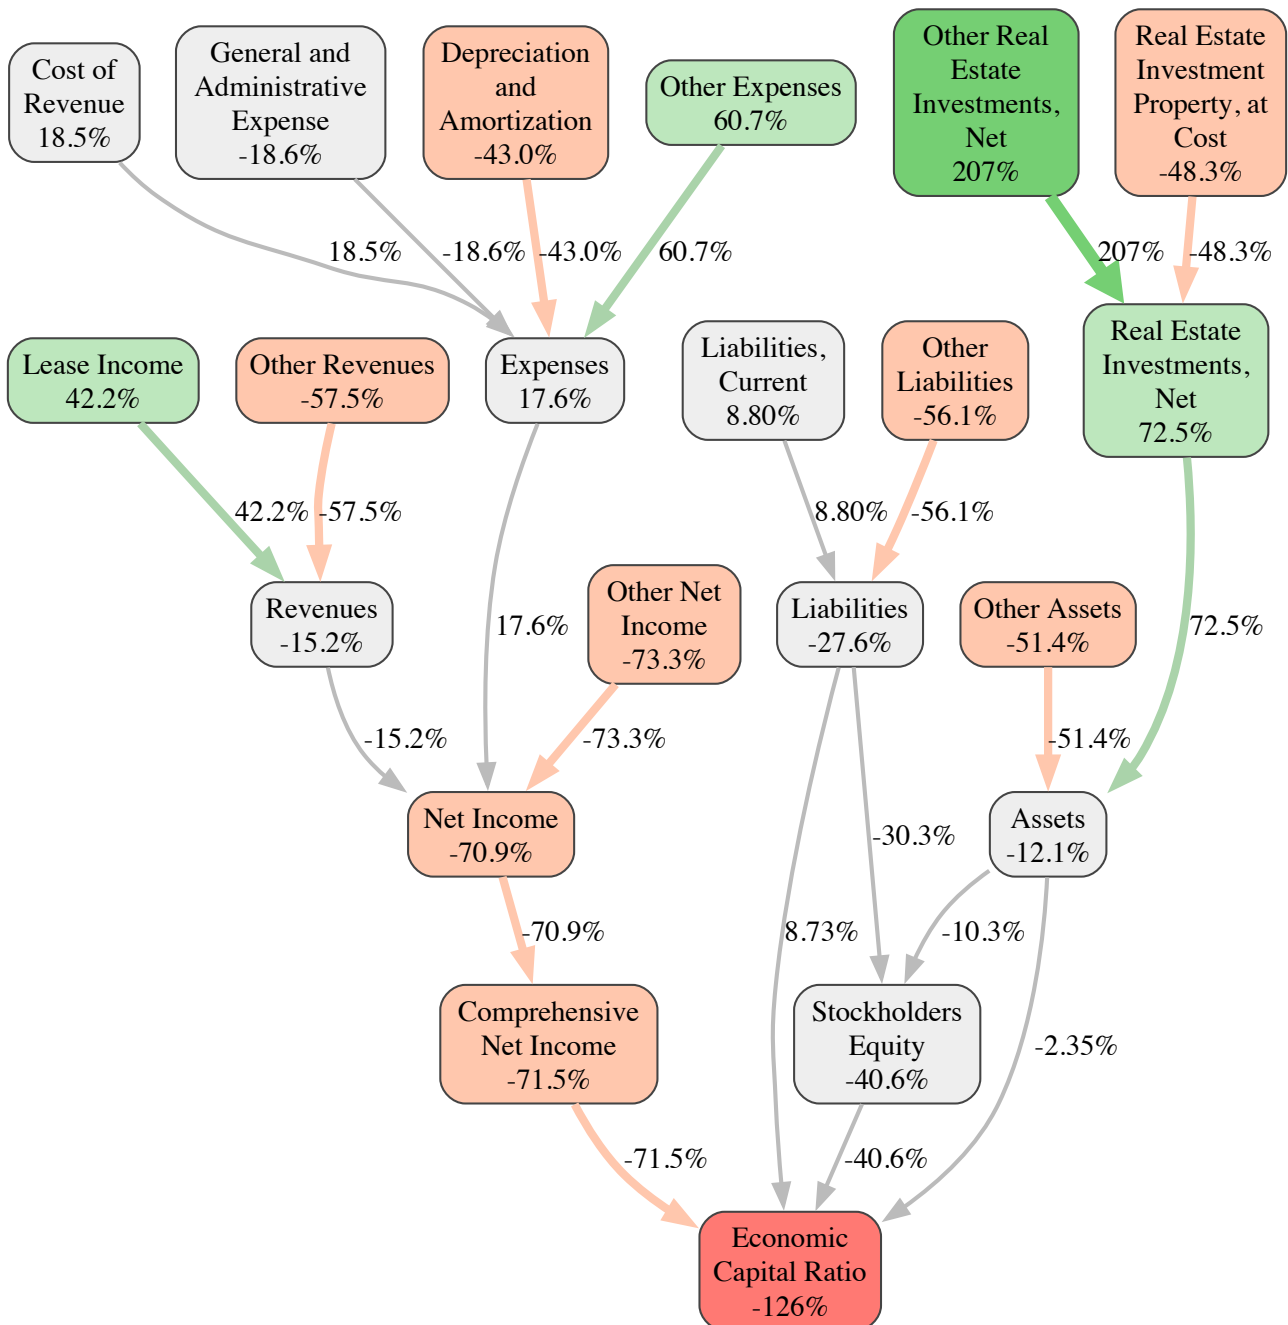 Cost of
Revenue
18.5%
General and
Administrative
Expense
-18.6%
Depreciation
and
Amortization
-43.0%
Other Expenses
60.7%
Other Real
Estate
Investments,
Net
207%
Real Estate
Investment
Property, at
Cost
-48.3%
18.5%
-18.6%
-43.0%
60.7%
207%
-48.3%
Lease Income
42.2%
Other Revenues
-57.5%
Expenses
17.6%
Liabilities,
Current
8.80%
Other
Liabilities
-56.1%
Real Estate
Investments,
Net
72.5%
42.2%
-57.5%
8.80%
-56.1%
Revenues
-15.2%
17.6%
Other Net
Income
-73.3%
Liabilities
-27.6%
Other Assets
-51.4%
72.5%
-15.2%
-73.3%
-51.4%
Net Income
-70.9%
-30.3%
Assets
-12.1%
-70.9%
8.73%
-10.3%
Comprehensive
Net Income
-71.5%
Stockholders
Equity
-40.6%
-2.35%
-71.5%
-40.6%
Economic
Capital Ratio
-126%